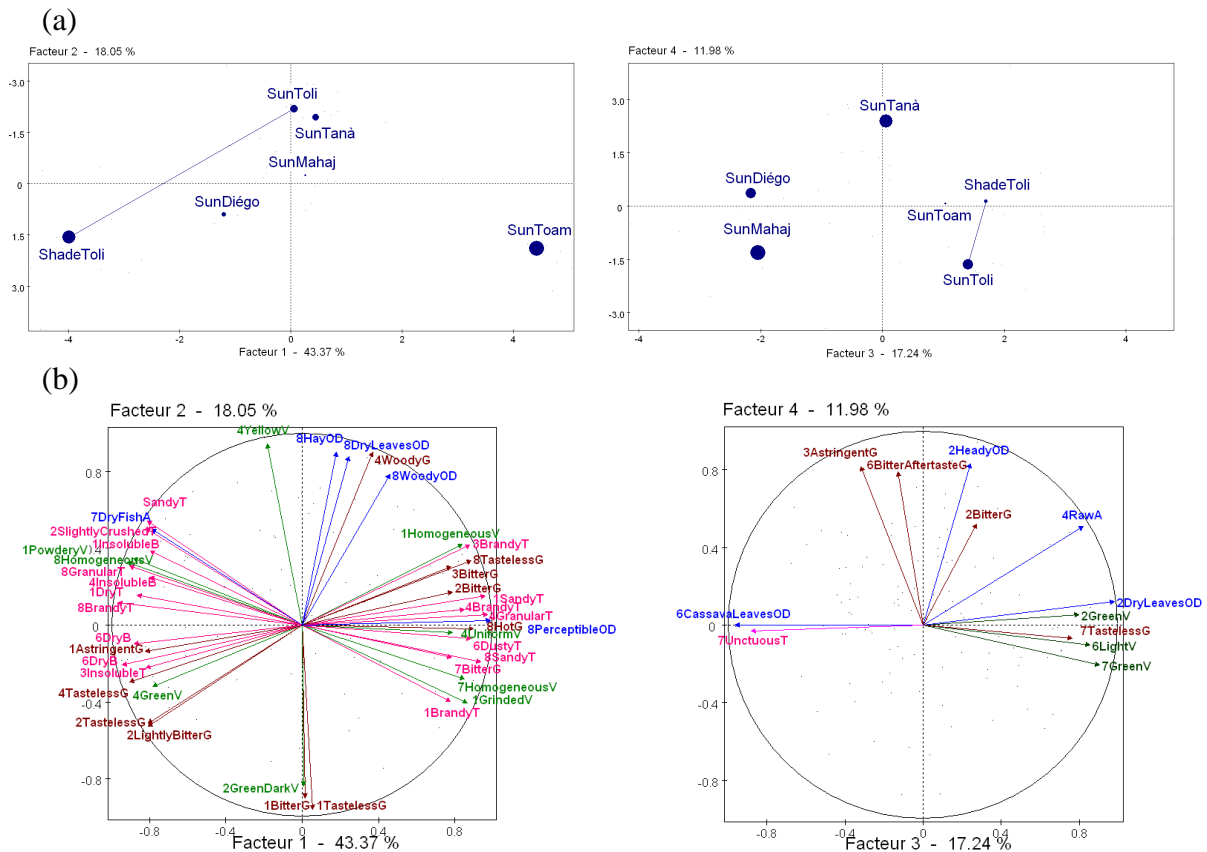 (a)
Facteur 2 - 18.05 %
-3.0
-1.5
0
1.5
3.0
SunToli
SunTanà
SunMahaj
SunDiégo
ShadeToli
SunToam
-4
-2
0
2
4
Facteur 1 - 43.37 %
Facteur 4 - 11.98 %
3.0
1.5
0
-1.5
-3.0
SunTanà
SunDiégo
ShadeToli
SunToam
SunMahaj
SunToli
-4
-2
0
2
4
Facteur 3 - 17.24 %
(b)
Facteur 2 - 18.05 %
4YellowV
8HayOD
8DryLeavesOD
4WoodyG
8WoodyOD
0.8
SandyT
7DryFishA
2SlightlyCrushedT
1InsolubleB
1PowderyV)
0.4
8HomogeneousV
8GranularT
4InsolubleB
1DryT
8BrandyT
1HomogeneousV
3BrandyT
8TastelessG
3BitterG
2BitterG
1SandyT
4BrandyT
4GranularT
8HotG
8PerceptibleOD
0
4UniformV
6DustyT
8SandyT
7BitterG
7HomogeneousV
1GrindedV
1BrandyT
6DryB
1AstringentG
6DryB
3InsolubleT
4TastelessG
4GreenV
-0.4
2TastelessG
2LightlyBitterG
-0.8
2GreenDarkV
1BitterG
1TastelessG
-0.8
-0.4
0
0.4
0.8
Facteur 1 - 43.37 %
Facteur 4 - 11.98 %
3AstringentG
2HeadyOD
6BitterAftertasteG
0.8
2BitterG
4RawA
0.4
2DryLeavesOD
6CassavaLeavesOD
2GreenV
0
7UnctuousT
7TastelessG
6LightV
7GreenV
-0.4
-0.8
-0.8
-0.4
0
0.4
0.8
Facteur 3 - 17.24 %